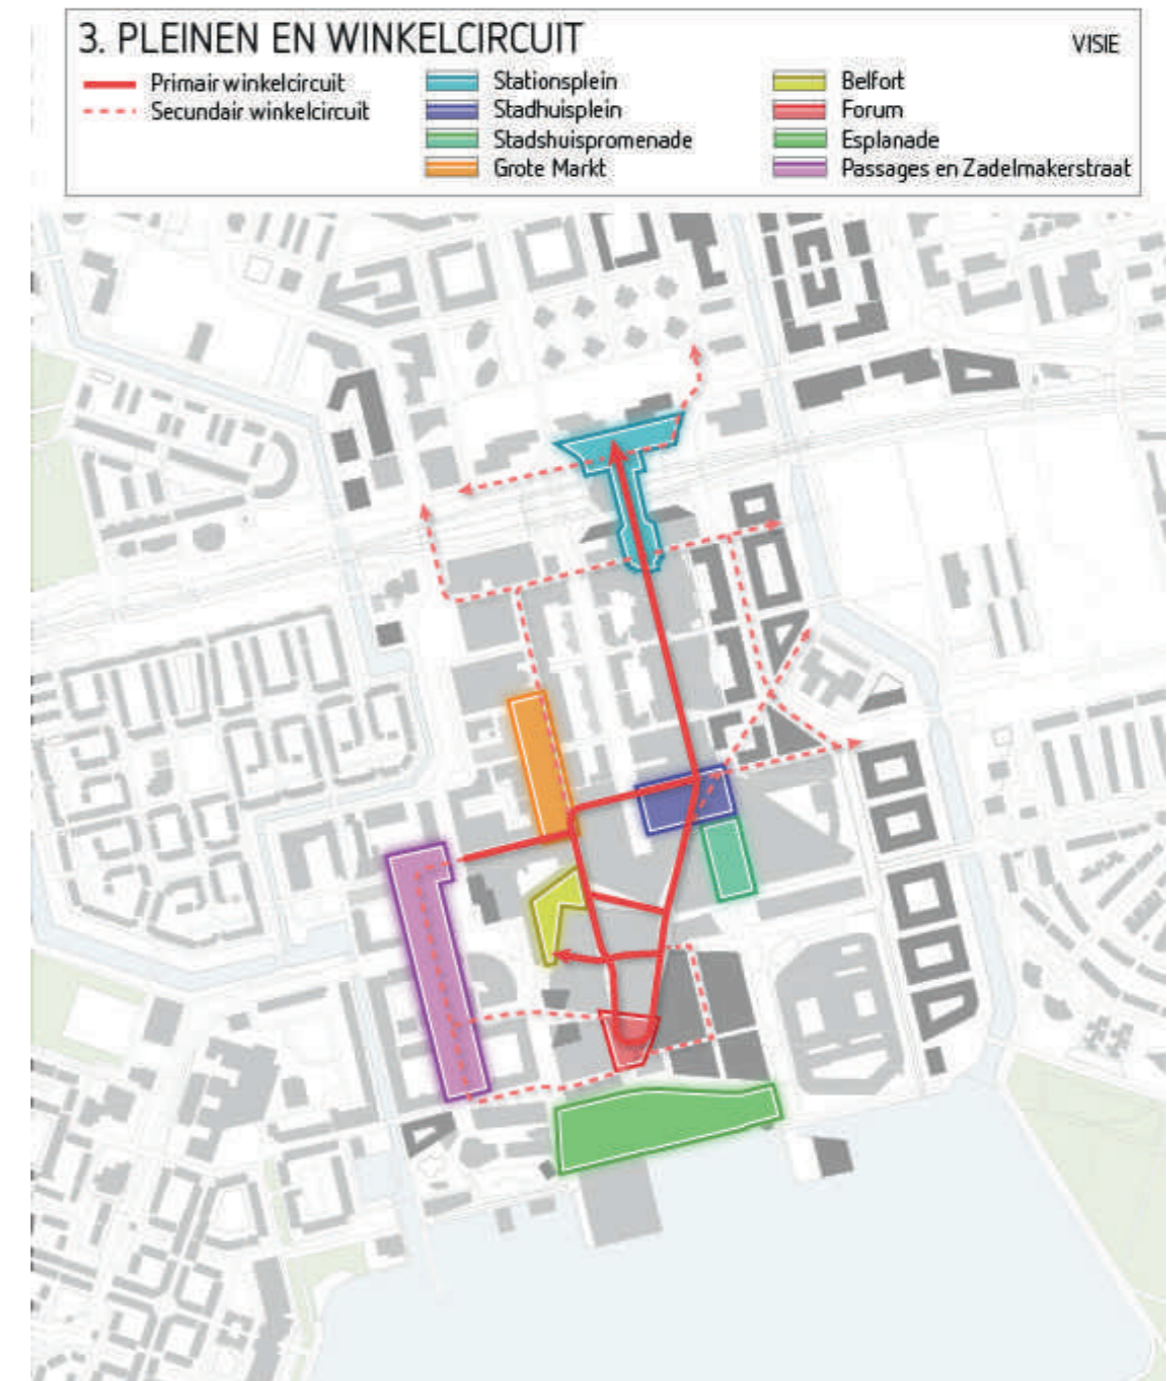 3. PLEINEN EN WINKELCIRCUIT
VISIE
Primair winkelcircuit
Secundair winkelcircuit
Stationsplein
Stadhuisplein
Stadshuispromenade
Grote Markt
Belfort
Forum
Esplanade
Passages en Zadelmakerstraat